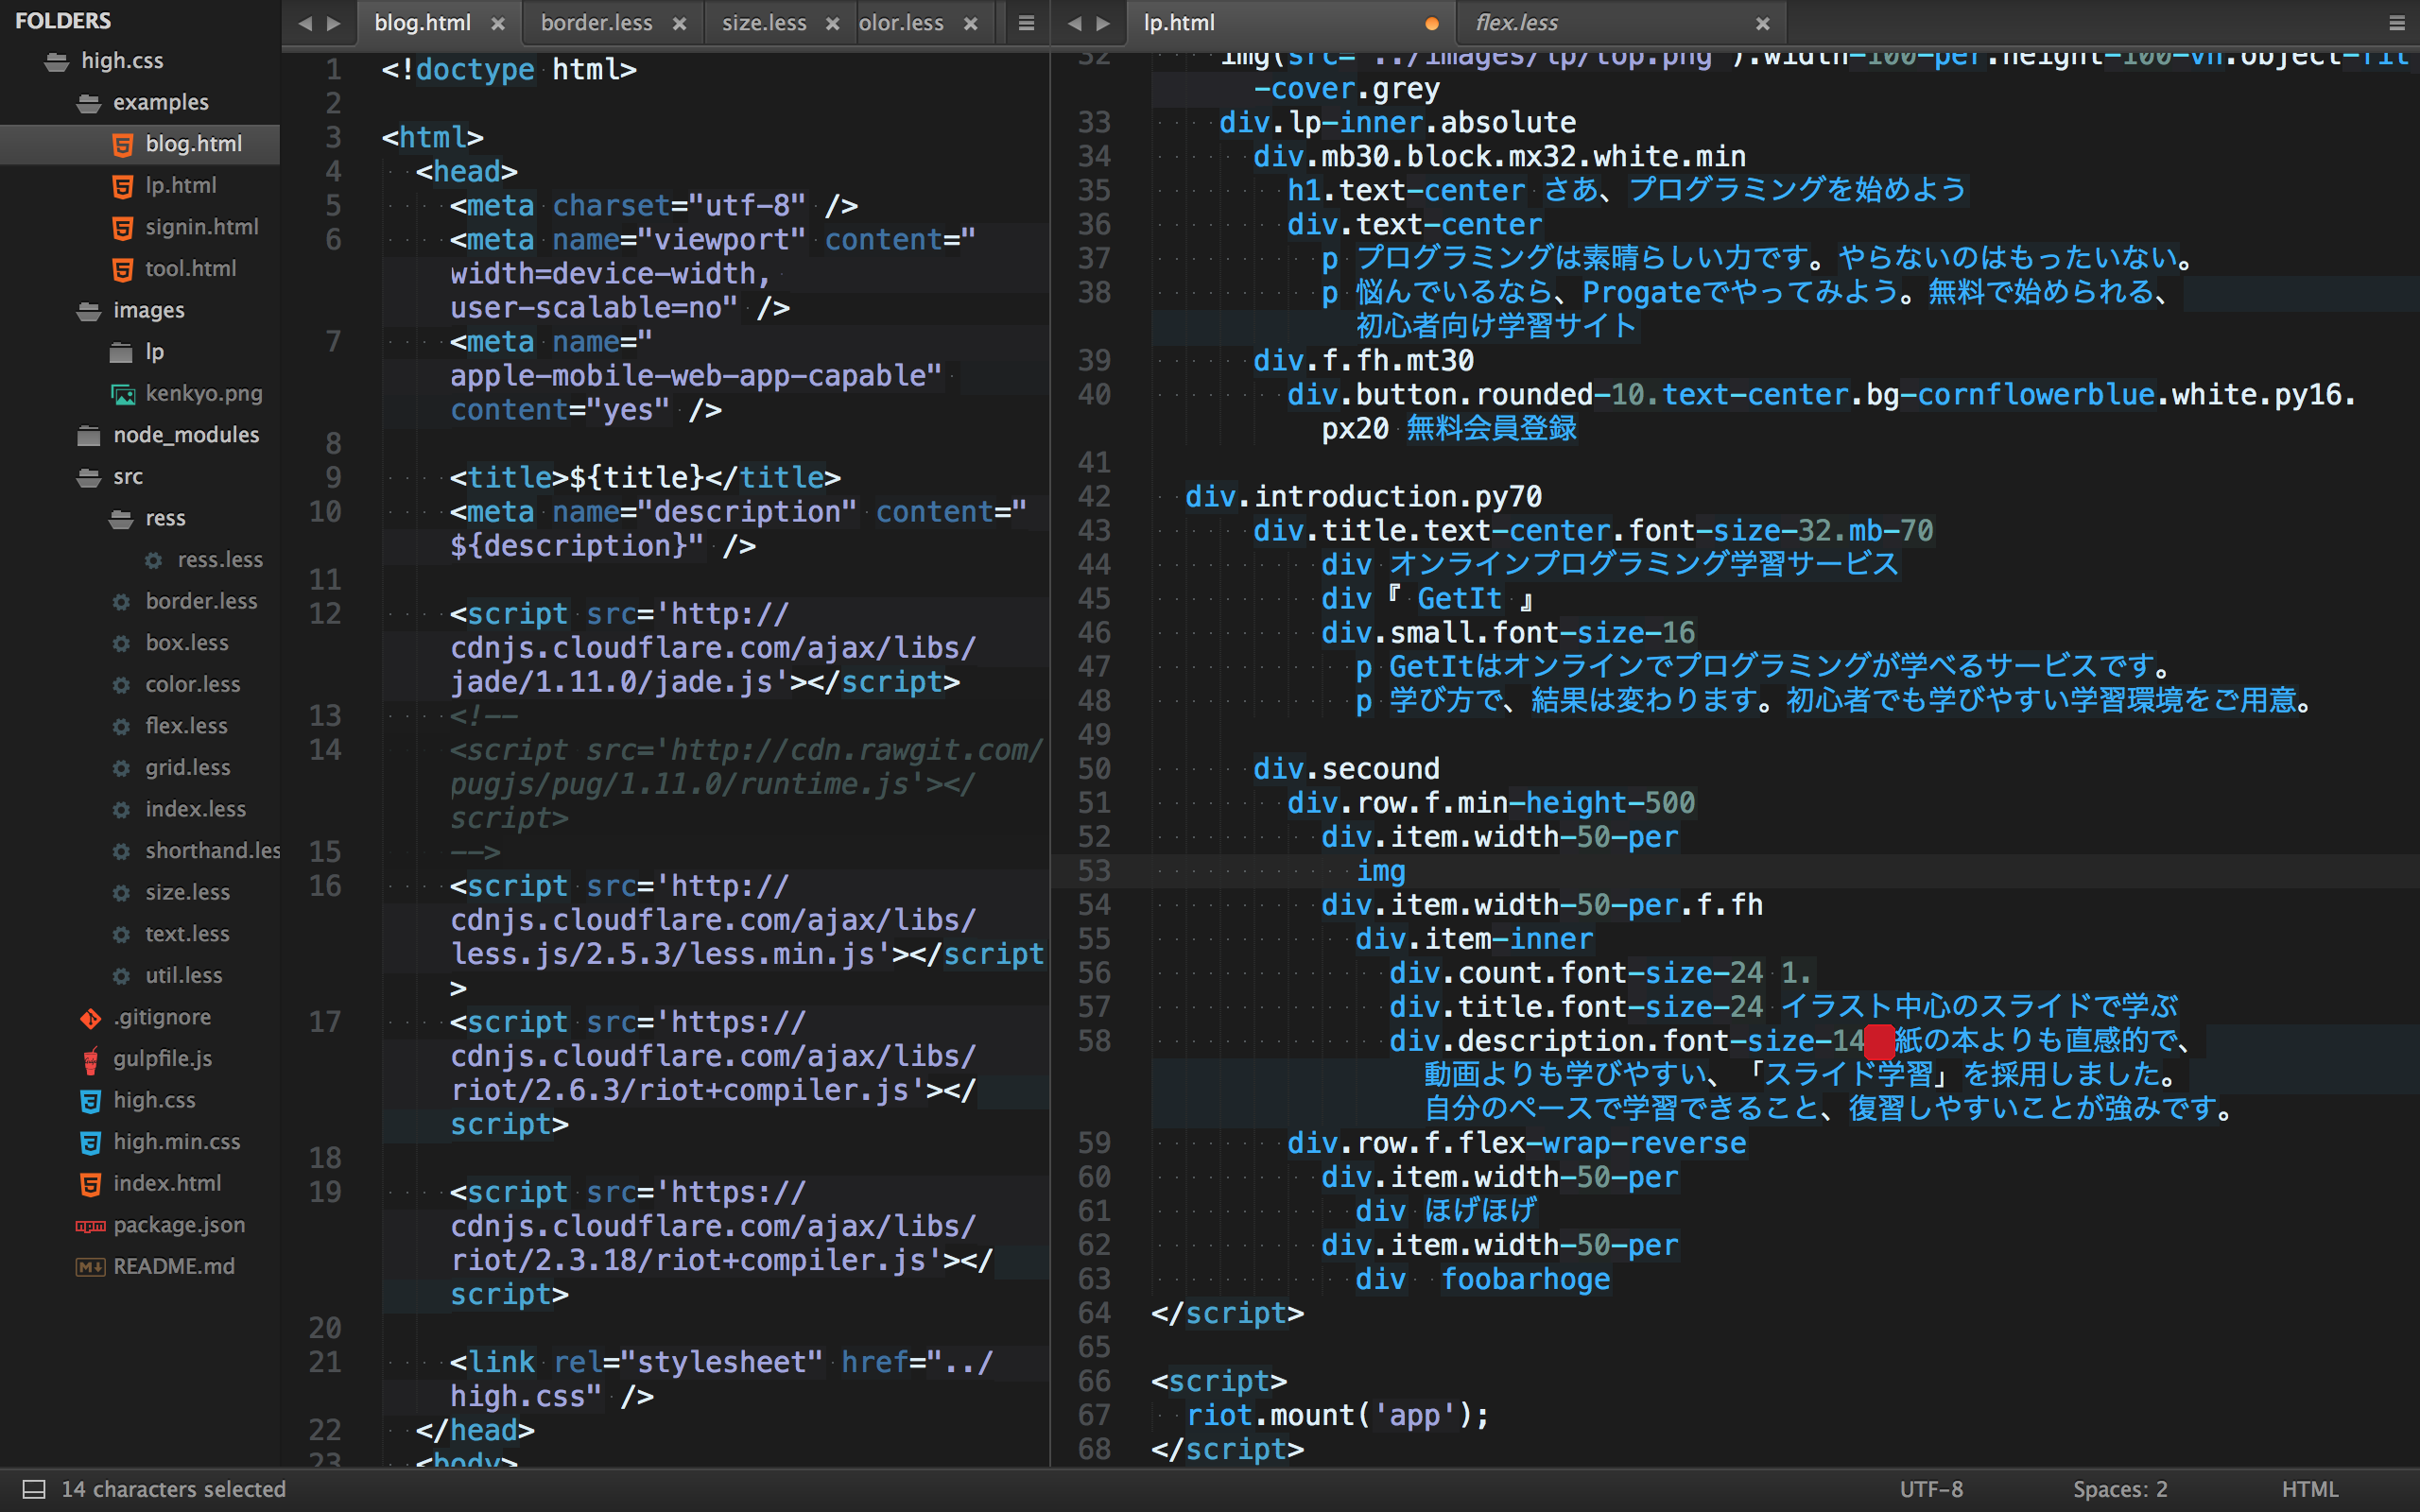 FOLDERS
high.css
examples
blog.html
lp.html
signin.html
tool.html
images
lp
kenkyo.png
node_modules
src
ress
ress.less
border.less
box.less
color.less
flex.less
grid.less
index.less
shorthand.les
size.less
text.less
util.less
.gitignore
gulpfile.js
high.css
high.min.css
index.html
package.json
README.md
blog.html
border.less
size.less
olor.less
1 <!doctype html>
2
3 <html>
4 <head>
5 <meta charset="utf-8" />
6 <meta name="viewport" content="
width=device-width,
user-scalable=no" />
7 <meta name="
apple-mobile-web-app-capable"
content="yes" />
8
9 <title>${title}</title>
10 <meta name="description" content="
${description}" />
11
12 <script src='http://
cdnjs.cloudflare.com/ajax/libs/
jade/1.11.0/jade.js'></script>
13 <!--
14 <script src='http://cdn.rawgit.com/
pugjs/pug/1.11.0/runtime.js'></
script>
15 -->
16 <script src='http://
cdnjs.cloudflare.com/ajax/libs/
less.js/2.5.3/less.min.js'></script
>
17 <script src='https://
cdnjs.cloudflare.com/ajax/libs/
riot/2.6.3/riot+compiler.js'></
script>
18
19 <script src='https://
cdnjs.cloudflare.com/ajax/libs/
riot/2.3.18/riot+compiler.js'></
script>
20
21 <link rel="stylesheet" href="../
high.css" />
22 </head>
23 <body>
lp.html
flex.less
32 img(src="../images/lp/top.png").width-100-per.height-100-vh.object-fit
-cover.grey
33 div.lp-inner.absolute
34 div.mb30.block.mx32.white.min
35 h1.text-center さあ、プログラミングを始めよう
36 div.text-center
37 p プログラミングは素晴らしい力です。やらないのはもったいない。
38 p 悩んでいるなら、Progateでやってみよう。無料で始められる、
初心者向け学習サイト
39 div.f.fh.mt30
40 div.button.rounded-10.text-center.bg-cornflowerblue.white.py16.
px20 無料会員登録
41
42 div.introduction.py70
43 div.title.text-center.font-size-32.mb-70
44 div オンラインプログラミング学習サービス
45 div『 GetIt 』
46 div.small.font-size-16
47 p GetItはオンラインでプログラミングが学べるサービスです。
48 p 学び方で、結果は変わります。初心者でも学びやすい学習環境をご用意。
49
50 div.secound
51 div.row.f.min-height-500
52 div.item.width-50-per
53 img
54 div.item.width-50-per.f.fh
55 div.item-inner
56 div.count.font-size-24 1.
57 div.title.font-size-24 イラスト中心のスライドで学ぶ
58 div.description.font-size-14 紙の本よりも直感的で、
動画よりも学びやすい、「スライド学習」を採用しました。
自分のペースで学習できること、復習しやすいことが強みです。
59 div.row.f.flex-wrap-reverse
60 div.item.width-50-per
61 div ほげほげ
62 div.item.width-50-per
63 div foobarhoge
64 </script>
65
66 <script>
67 riot.mount('app');
68 </script>
14 characters selected
UTF-8
Spaces: 2
HTML